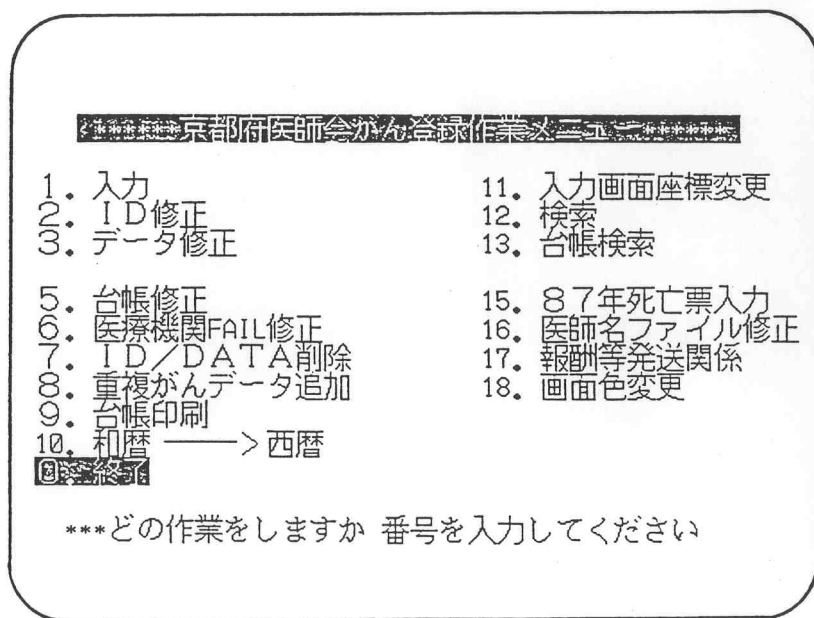 ******京都府医師会がん登録作業メニュー******
1. 入力
2. ＩＤ修正
3. データ修正
5. 台帳修正
6. 医療機関FAIL修正
7. ＩＤ／ＤＡＴＡ削除
8. 重複がんデータ追加
9. 台帳印刷
10. 和暦 ───＞西暦
0. 終了
11. 入力画面座標変更
12. 検索
13. 台帳検索
15. ８７年死亡票入力
16. 医師名ファイル修正
17. 報酬等発送関係
18. 画面色変更
***どの作業をしますか 番号を入力してください